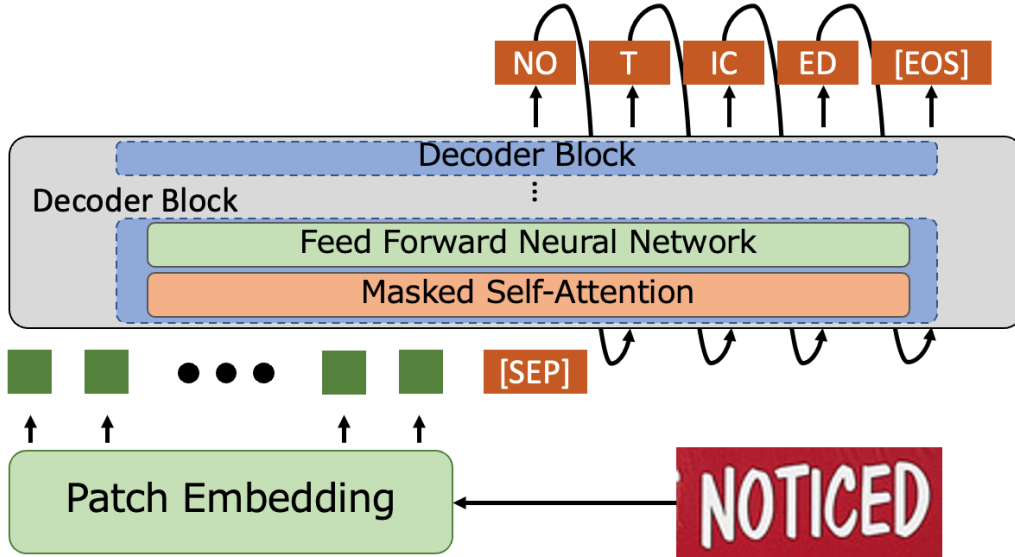 NO T IC ED [EOS]
Decoder Block
Decoder Block
Feed Forward Neural Network
Masked Self-Attention
[SEP]
Patch Embedding
NOTICED